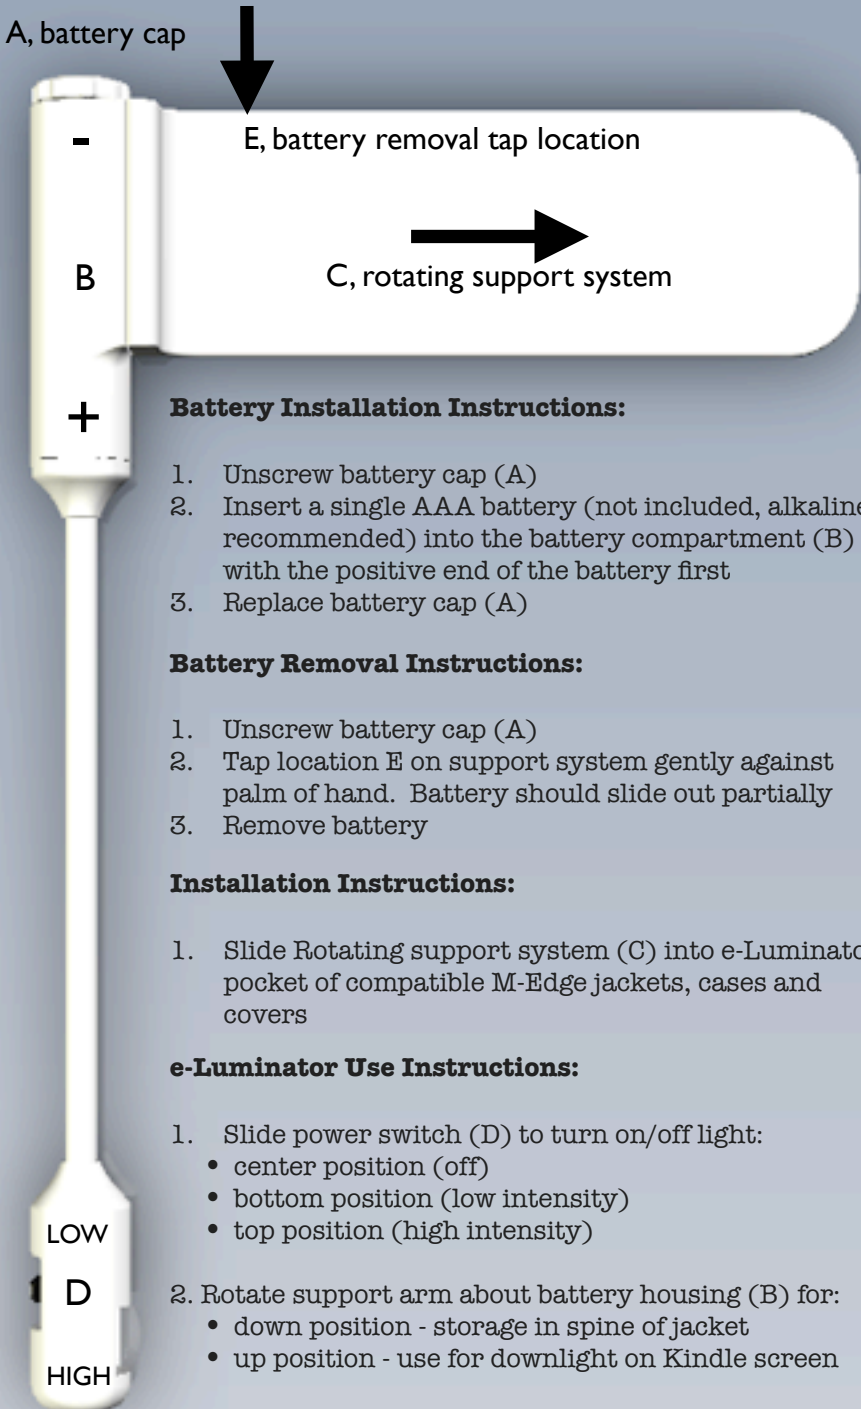 A, battery cap
-
E, battery removal tap location
B
C, rotating support system
+
Battery Installation Instructions:
1. Unscrew battery cap (A)
2. Insert a single AAA battery (not included, alkaline
recommended) into the battery compartment (B)
with the positive end of the battery first
3. Replace battery cap (A)
Battery Removal Instructions:
1. Unscrew battery cap (A)
2. Tap location E on support system gently against
palm of hand. Battery should slide out partially
3. Remove battery
Installation Instructions:
1. Slide Rotating support system (C) into e-Luminato
pocket of compatible M-Edge jackets, cases and
covers
e-Luminator Use Instructions:
1. Slide power switch (D) to turn on/off light:
• center position (off)
• bottom position (low intensity)
• top position (high intensity)
LOW
D
HIGH
2. Rotate support arm about battery housing (B) for:
• down position - storage in spine of jacket
• up position - use for downlight on Kindle screen